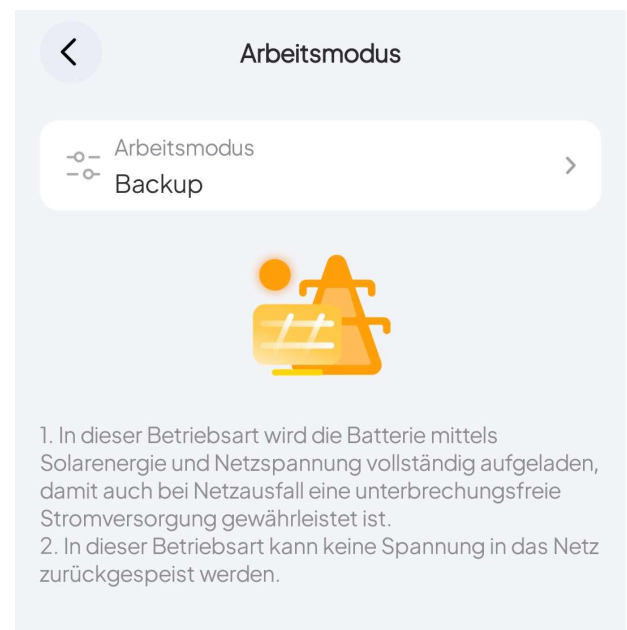 Arbeitsmodus
Arbeitsmodus
Backup
1. In dieser Betriebsart wird die Batterie mittels
Solarenergie und Netzspannung vollständig aufgeladen,
damit auch bei Netzausfall eine unterbrechungsfreie
Stromversorgung gewährleistet ist.
2. In dieser Betriebsart kann keine Spannung in das Netz
zurückgespeist werden.